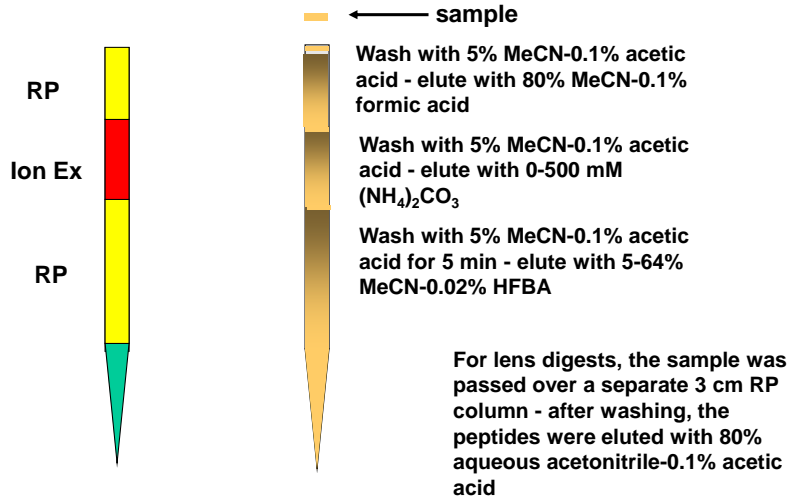 sample
RP
Wash with 5% MeCN-0.1% acetic
acid - elute with 80% MeCN-0.1%
formic acid
Ion Ex
Wash with 5% MeCN-0.1% acetic
acid - elute with 0-500 mM
(NH₄)₂CO₃
RP
Wash with 5% MeCN-0.1% acetic
acid for 5 min - elute with 5-64%
MeCN-0.02% HFBA
For lens digests, the sample was
passed over a separate 3 cm RP
column - after washing, the
peptides were eluted with 80%
aqueous acetonitrile-0.1% acetic
acid